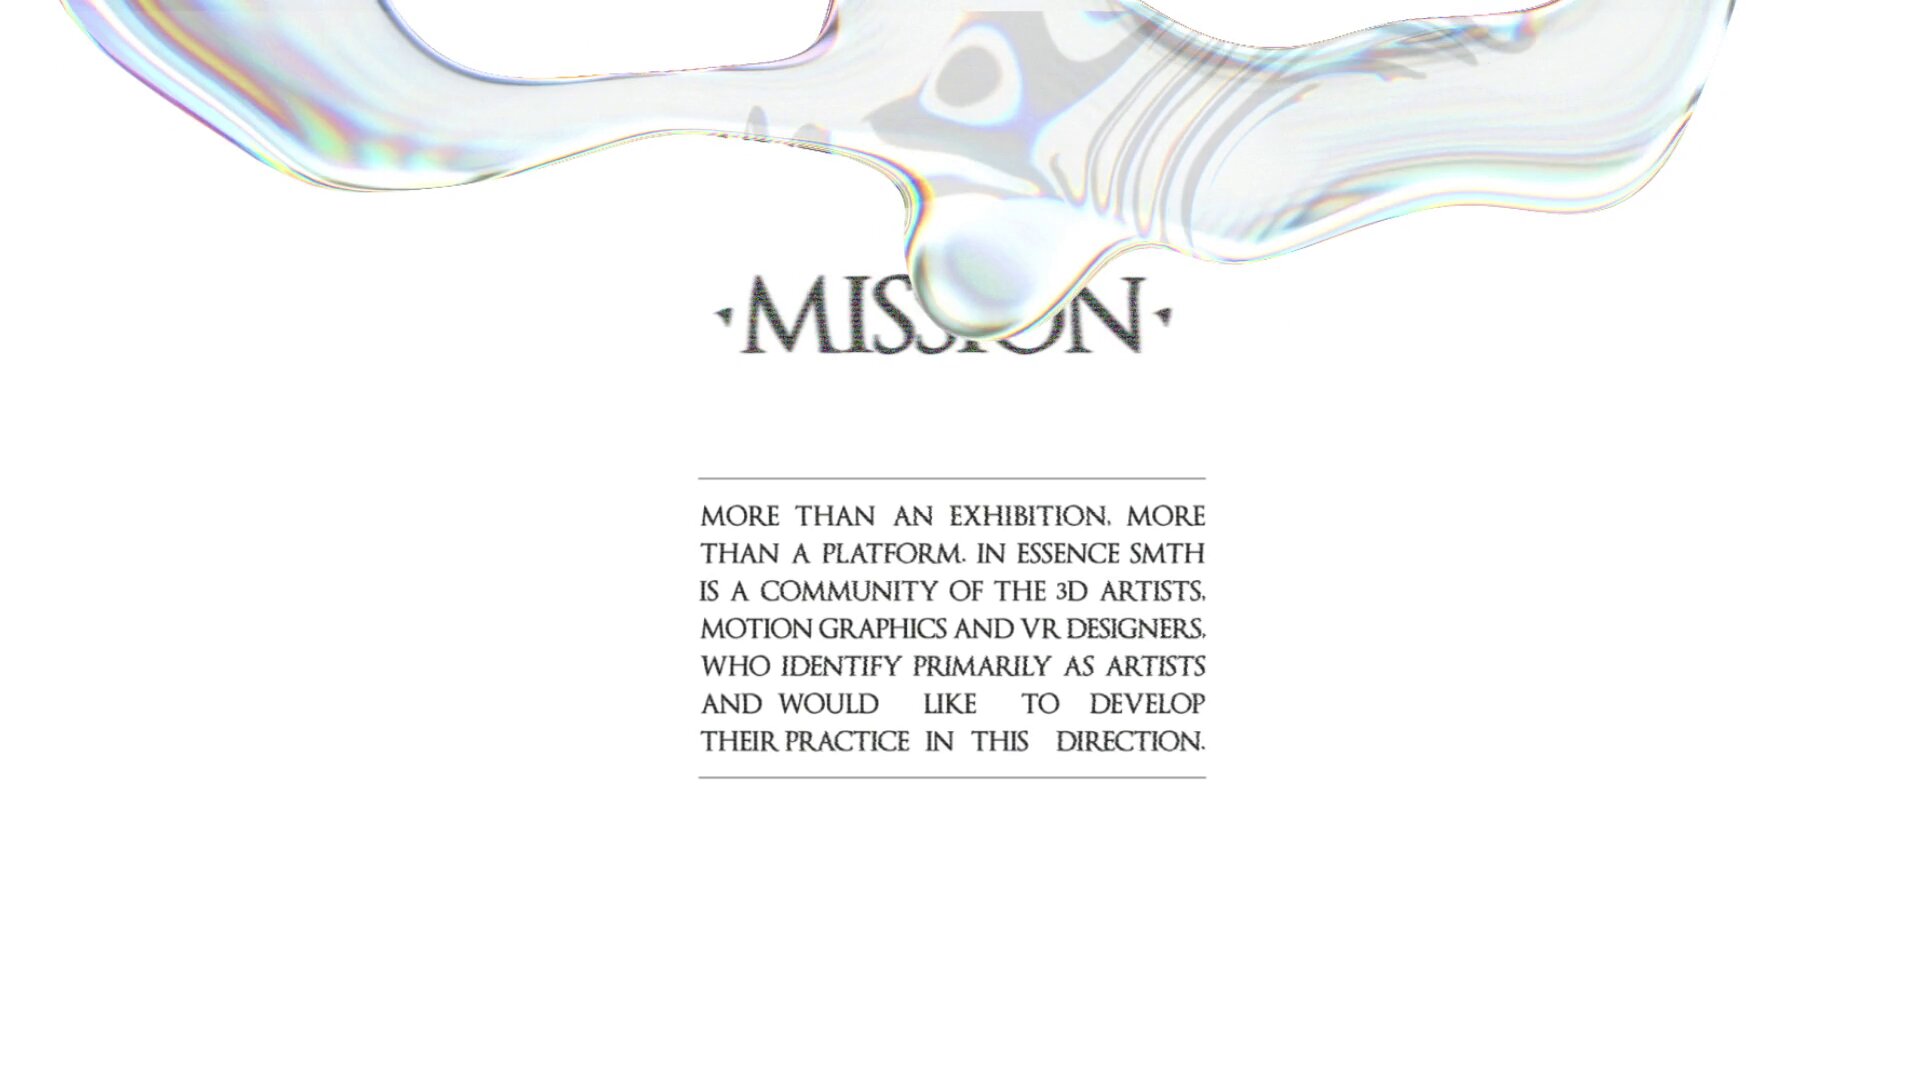 MISSION
MORE THAN AN EXHIBITION, MORE
THAN A PLATFORM. IN ESSENCE SMTH
IS A COMMUNITY OF THE 3D ARTISTS,
MOTION GRAPHICS AND VR DESIGNERS,
WHO IDENTIFY PRIMARILY AS ARTISTS
AND WOULD LIKE TO DEVELOP
THEIR PRACTICE IN THIS DIRECTION.